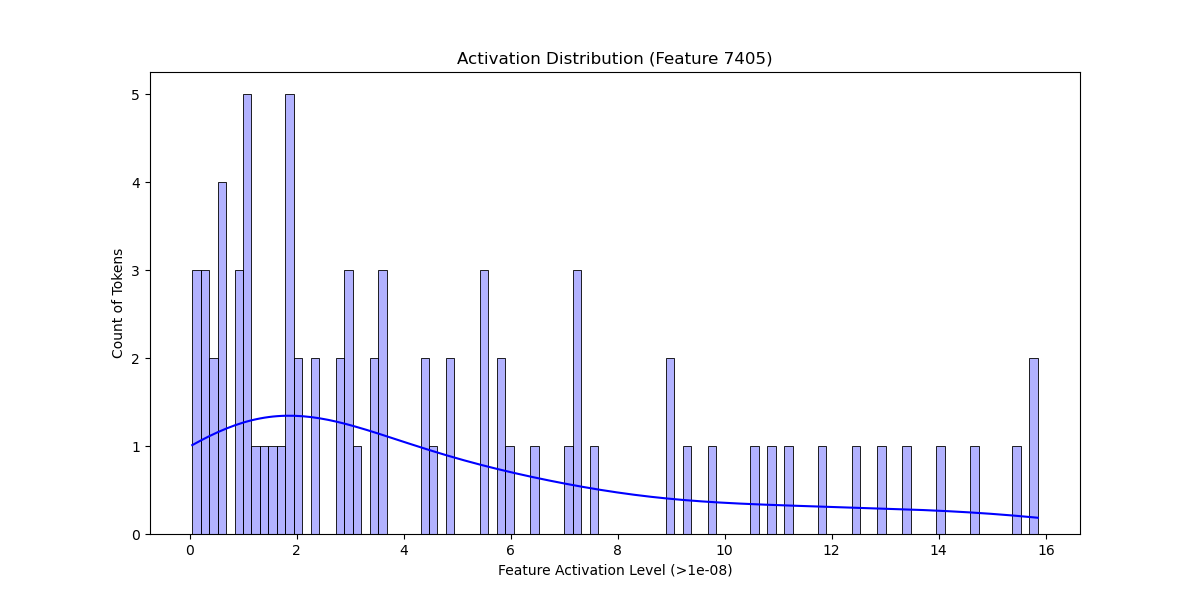 Activation Distribution (Feature 7405)
5
4
3
2
1
0
Count of Tokens
0 2 4 6 8 10 12 14 16
Feature Activation Level (>1e-08)